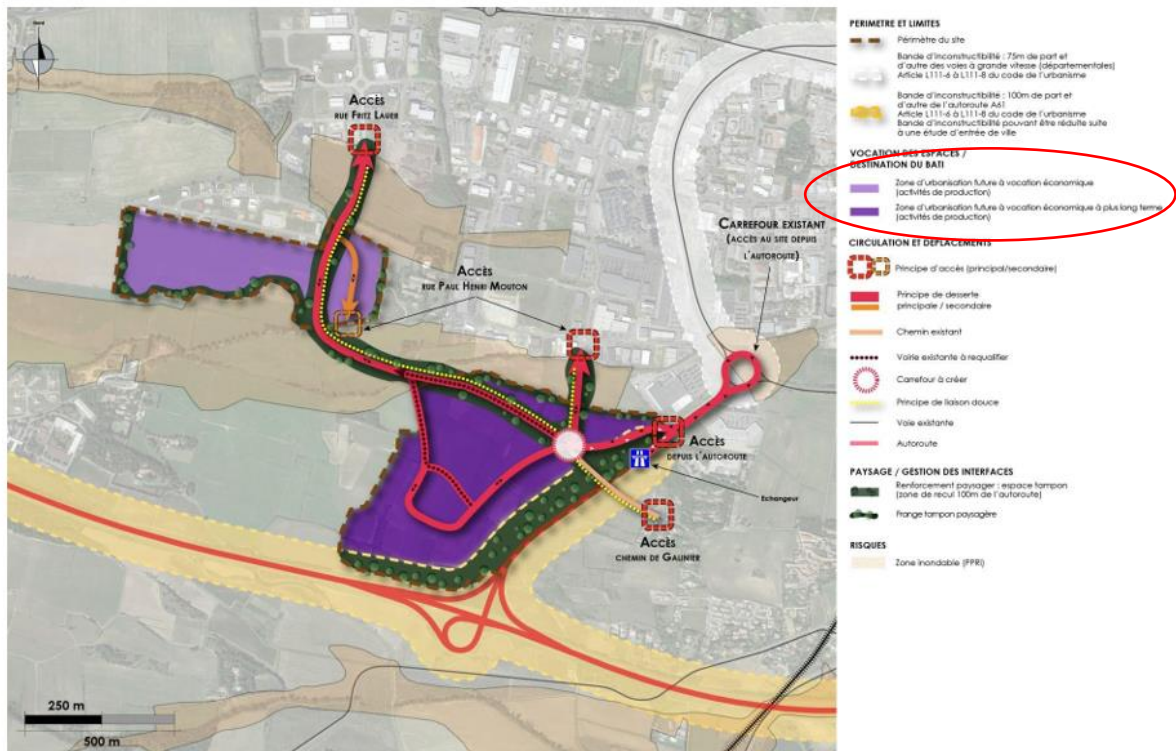 Nord
ACCÈS
RUE FRITZ LAUER
ACCÈS
RUE PAUL HENRI MOUTON
CARREFOUR EXISTANT
(ACCÈS AU SITE DEPUIS
L'AUTOROUTE)
ACCÈS
DEPUIS L'AUTOROUTE
Echangeur
ACCÈS
CHEMIN DE GAUNIER
250 m
500 m
PERIMETRE ET LIMITES
Périmètre du site
Bande d'inconstructibilité : 75m de part et
d'autre des voies à grande vitesse (départementales)
Article L111-6 à L111-8 du code de l'urbanisme
Bande d'inconstructibilité : 100m de part et
d'autre de l'autoroute A61
Article L111-6 à L111-8 du code de l'urbanisme
Bande d'inconstructibilité pouvant être réduite suite
à une étude d'entrée de ville
VOCATION DES ESPACES /
DESTINATION DU BATI
Zone d'urbanisation future à vocation économique
(activités de production)
Zone d'urbanisation future à vocation économique à plus long terme
(activités de production)
CIRCULATION ET DEPLACEMENTS
Principe d'accès (principal/secondaire)
Principe de desserte
principale / secondaire
Chemin existant
Voirie existante à requalifier
Carrefour à créer
Principe de liaison douce
Voie existante
Autoroute
PAYSAGE / GESTION DES INTERFACES
Renforcement paysager : espace tampon
(zone de recul 100m de l'autoroute)
Frange tampon paysagère
RISQUES
Zone inondable (PPRI)